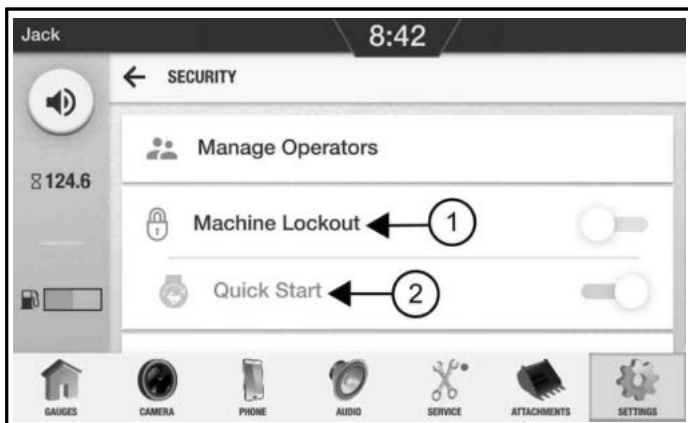 Jack
8:42
← SECURITY
124.6
Manage Operators
Machine Lockout
1
Quick Start
2
GAUGES CAMERA PHONE AUDIO SERVICE ATTACHMENTS SETTINGS